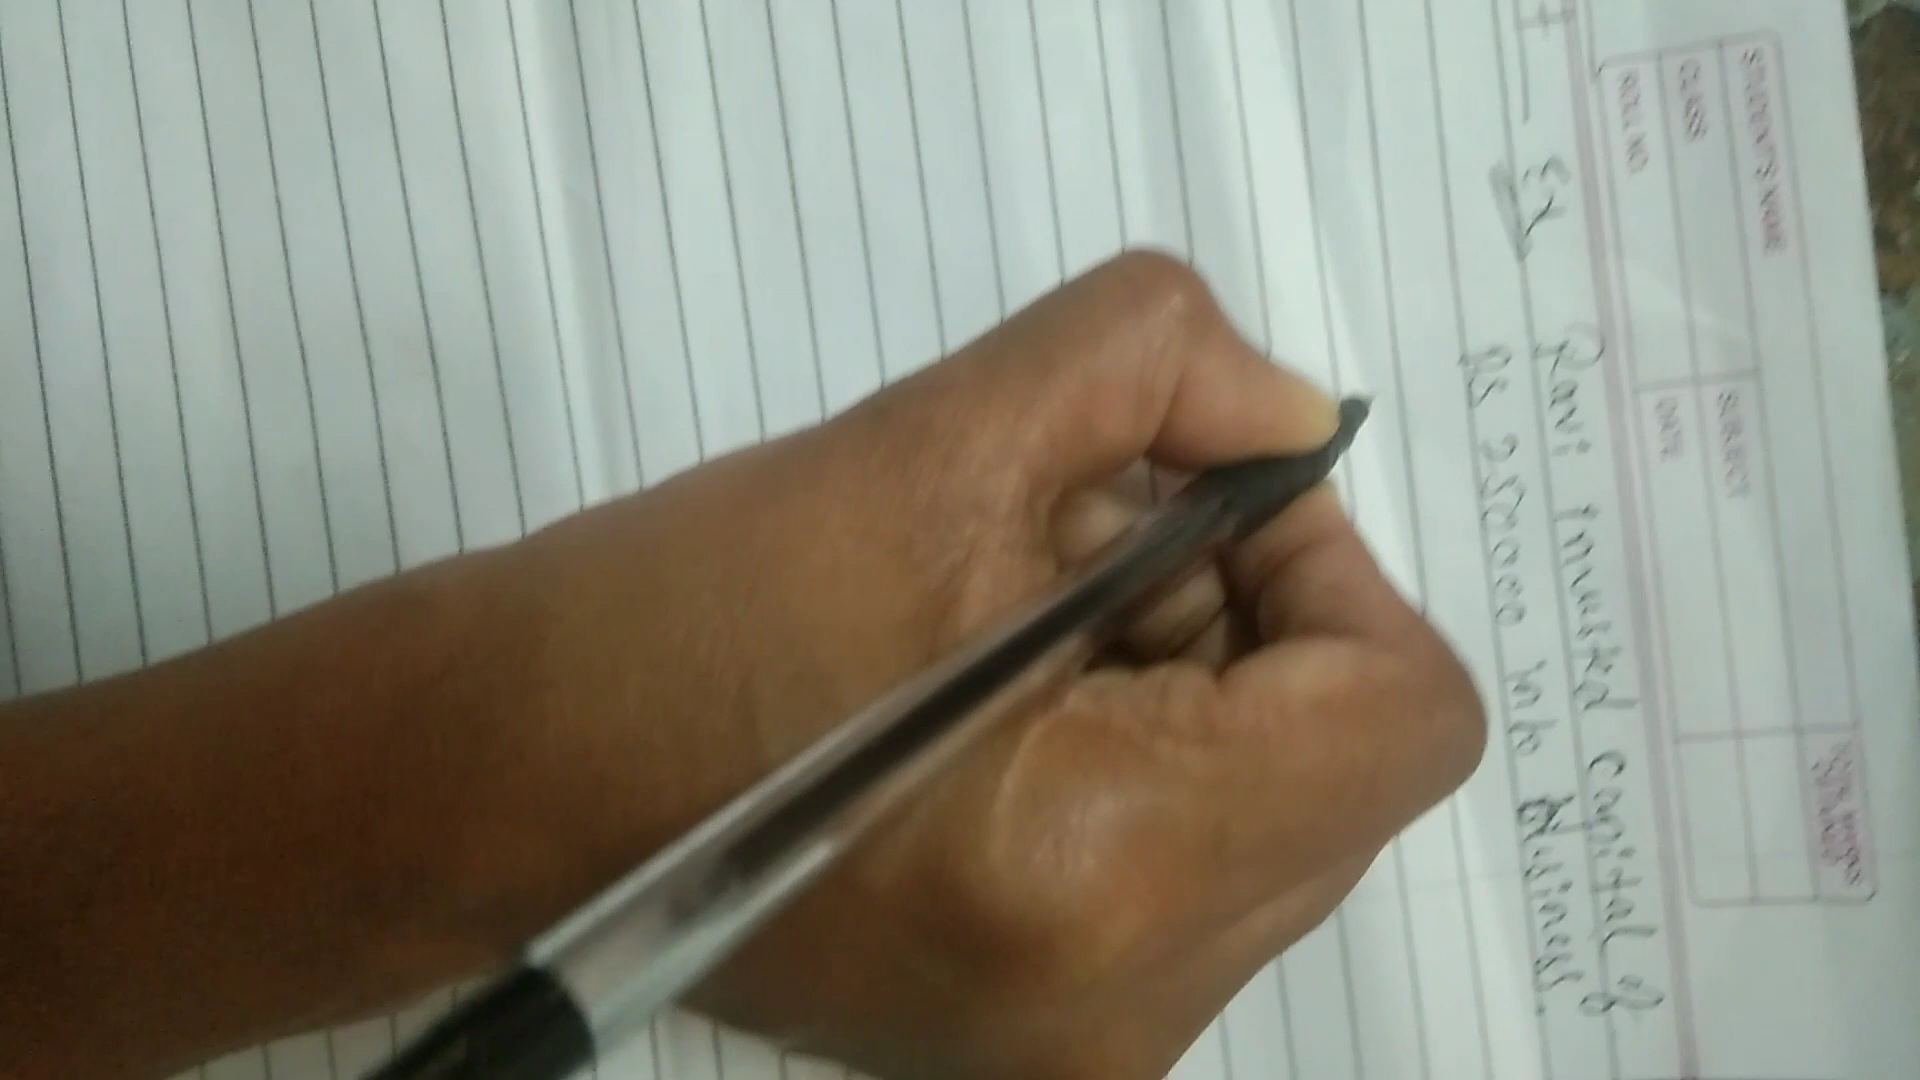 STUDENT'S NAME
CLASS SUBJECT
ROLL NO. DATE
Ex Ravi invested capital of
Rs 250000 into business.